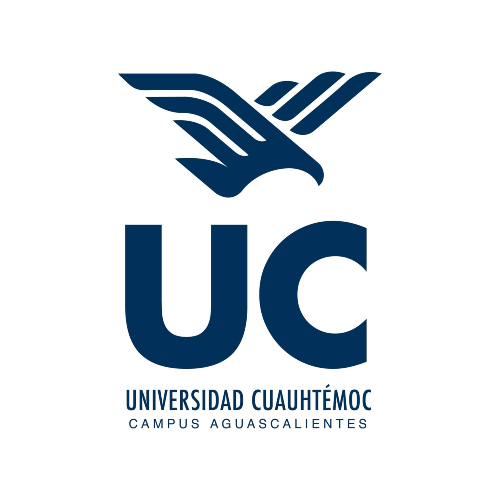 UC
UNIVERSIDAD CUAUHTÉMOC
CAMPUS AGUASCALIENTES